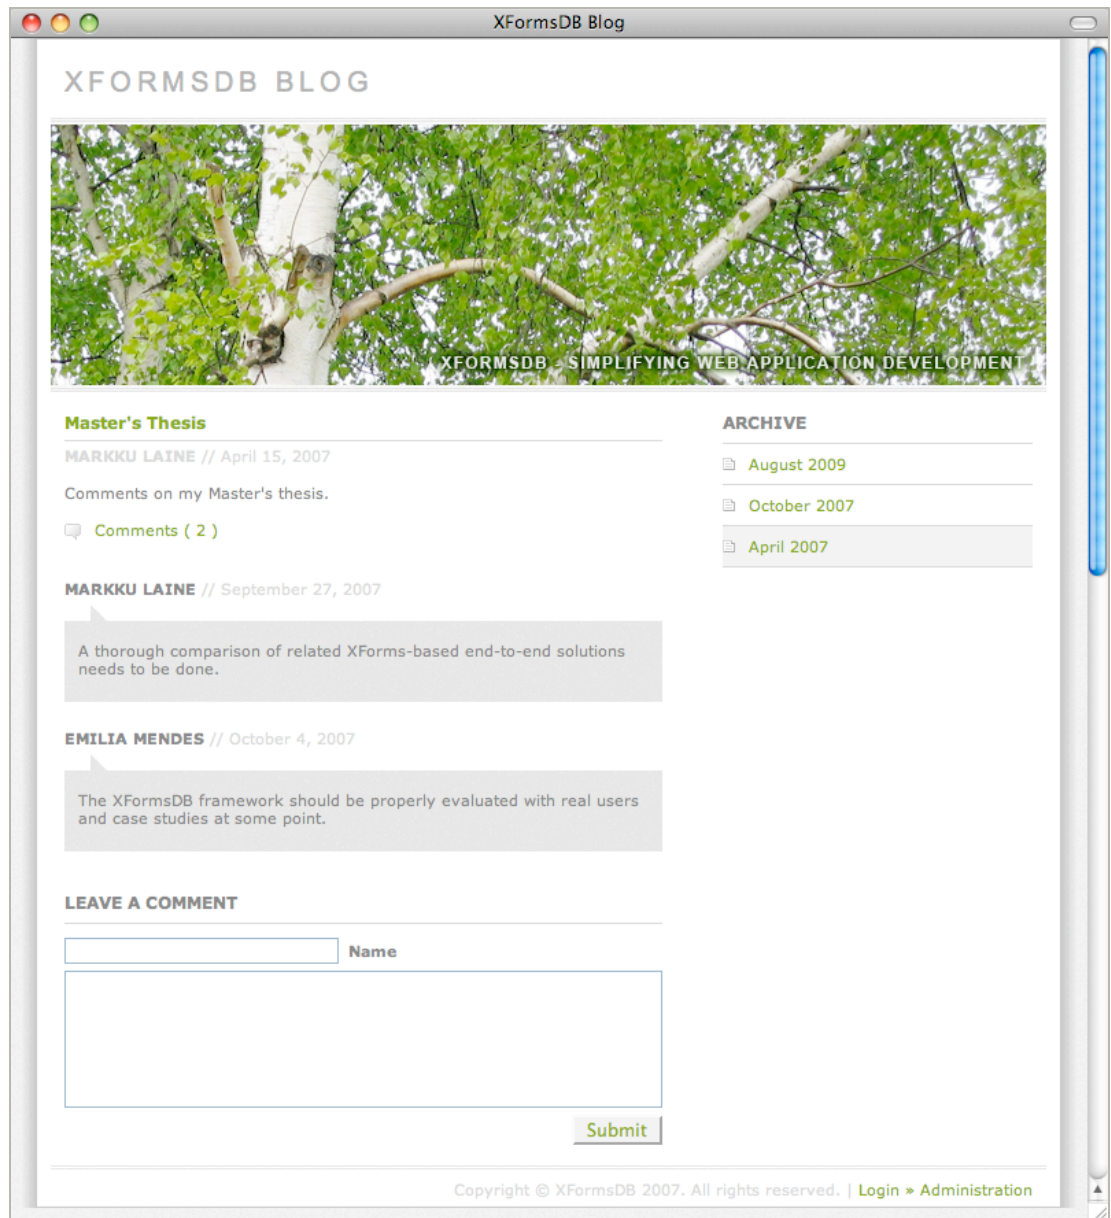 XFormsDB Blog
XFORMSDB BLOG
XFORMSDB - SIMPLIFYING WEB APPLICATION DEVELOPMENT
Master's Thesis
MARKKU LAINE // April 15, 2007
Comments on my Master's thesis.
Comments ( 2 )
MARKKU LAINE // September 27, 2007
A thorough comparison of related XForms-based end-to-end solutions
needs to be done.
EMILIA MENDES // October 4, 2007
The XFormsDB framework should be properly evaluated with real users
and case studies at some point.
LEAVE A COMMENT
Name
Submit
ARCHIVE
August 2009
October 2007
April 2007
Copyright © XFormsDB 2007. All rights reserved. | Login » Administration